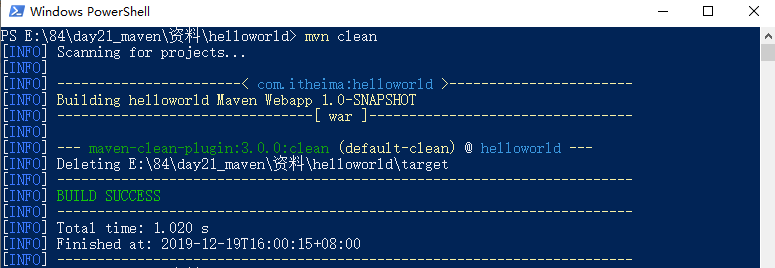 Windows PowerShell
PS E:\84\day21_maven\资料\helloworld> mvn clean
[INFO] Scanning for projects...
[INFO]
[INFO] ----------------------< com.itheima:helloworld >-----------------------
[INFO] Building helloworld Maven Webapp 1.0-SNAPSHOT
[INFO] --------------------------------[ war ]---------------------------------
[INFO]
[INFO] --- maven-clean-plugin:3.0.0:clean (default-clean) @ helloworld ---
[INFO] Deleting E:\84\day21_maven\资料\helloworld\target
[INFO] ------------------------------------------------------------------------
[INFO] BUILD SUCCESS
[INFO] ------------------------------------------------------------------------
[INFO] Total time: 1.020 s
[INFO] Finished at: 2019-12-19T16:00:15+08:00
[INFO] ------------------------------------------------------------------------